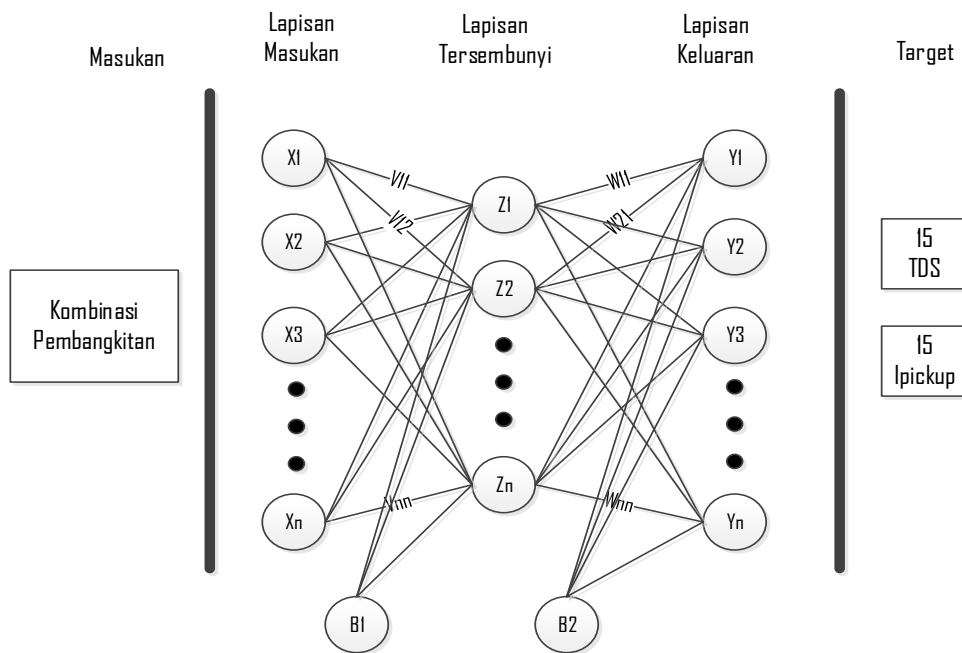 Masukan
Lapisan
Masukan
Lapisan
Tersembunyi
Lapisan
Keluaran
Target
X1
X2
X3
Xn
V11
V12
Vnn
Z1
Z2
Zn
W11
W21
Wnn
Y1
Y2
Y3
Yn
B1
B2
Kombinasi
Pembangkitan
15
TDS
15
Ipickup